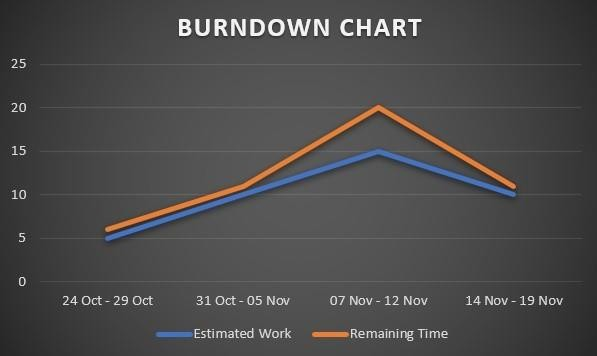 BURNDOWN CHART
25
20
15
10
5
0
24 Oct - 29 Oct 31 Oct - 05 Nov 07 Nov - 12 Nov 14 Nov - 19 Nov
Estimated Work Remaining Time